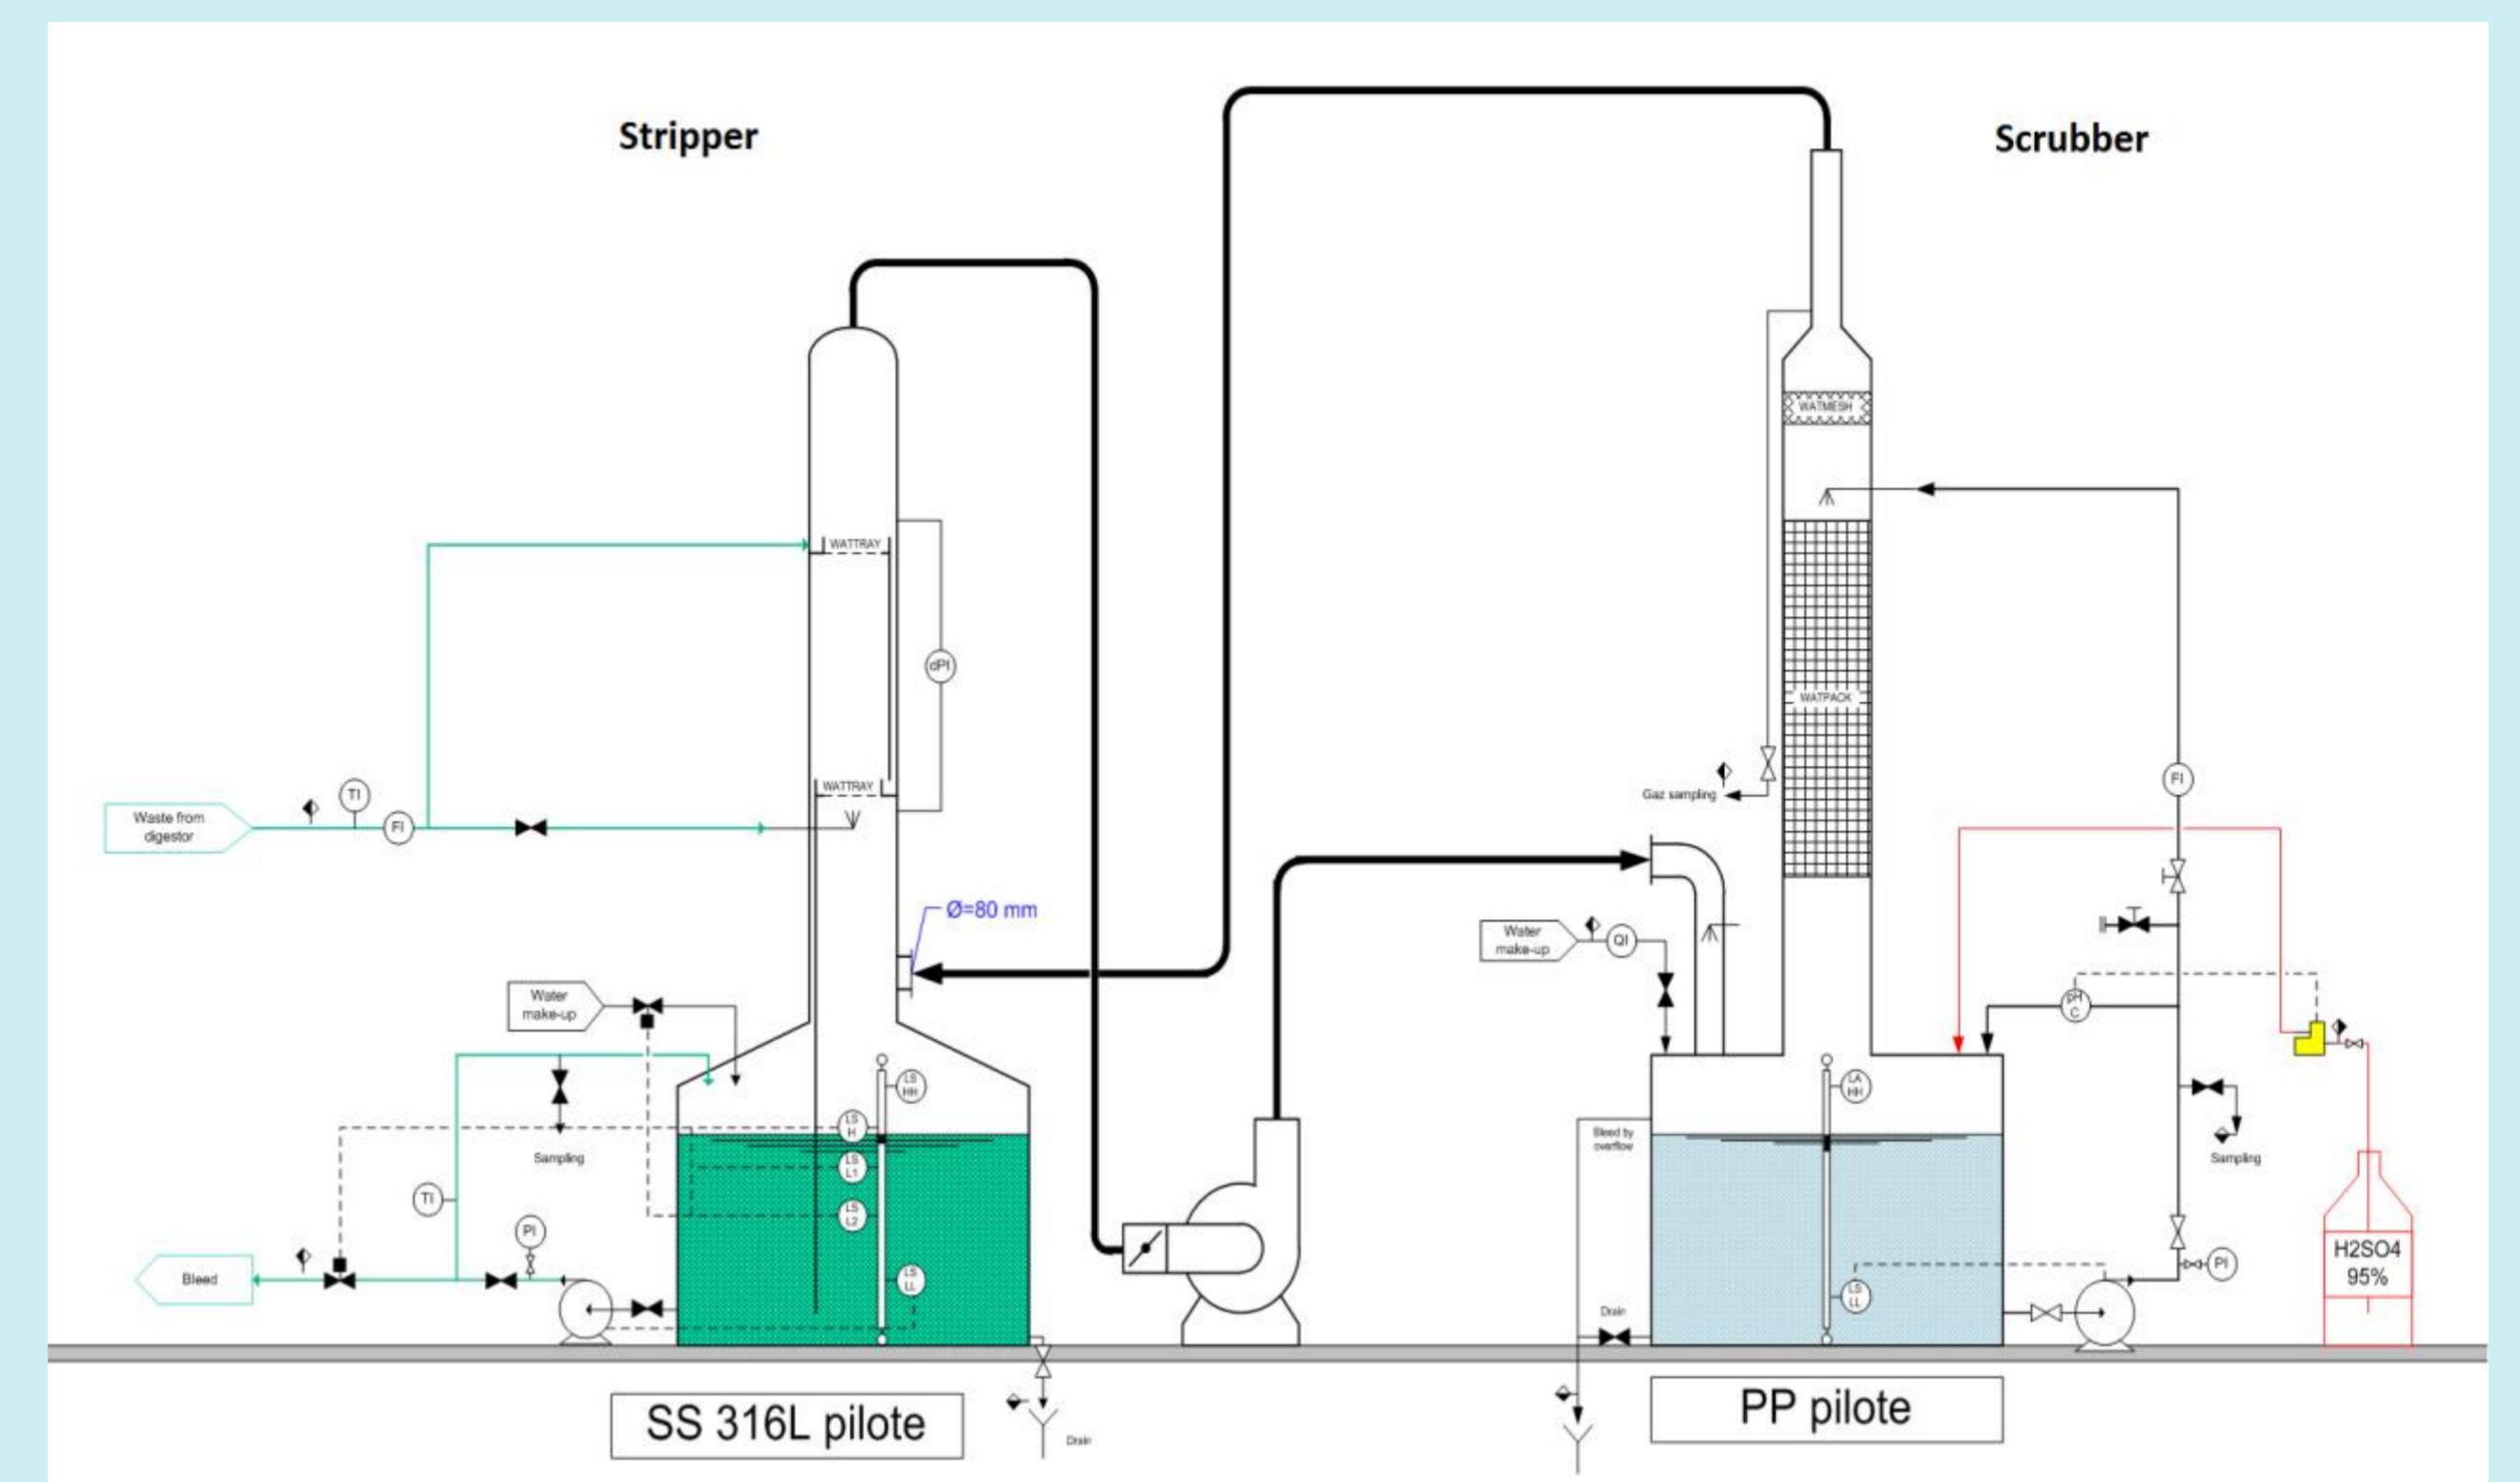 Stripper
Scrubber
WATMESH
WATTRAY
dPI
WATPACK
TI
Waste from
digestor
FI
WATTRAY
Gaz sampling
FI
Ø=80 mm
Water
make-up
QI
Water
make-up
pH
C
LS
HH
LA
HH
LS
H
LS
L1
LS
L2
Sampling
Bleed by
overflow
Sampling
TI
PI
Bleed
LS
LL
LS
LL
PI
H2SO4
95%
Drain
SS 316L pilote
PP pilote
Drain